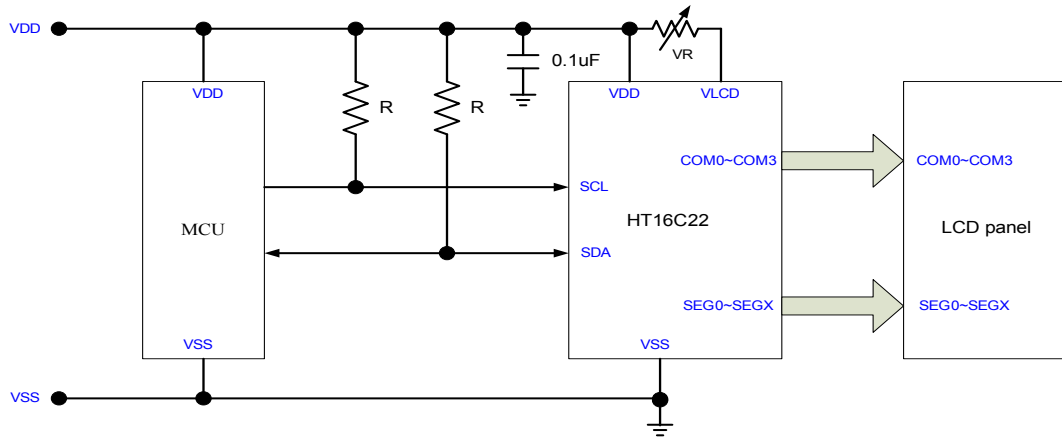 VDD
VR
0.1uF
VDD
VDD
VLCD
R
R
COM0~COM3
COM0~COM3
SCL
HT16C22
MCU
LCD panel
SDA
SEG0~SEGX
SEG0~SEGX
VSS
VSS
VSS